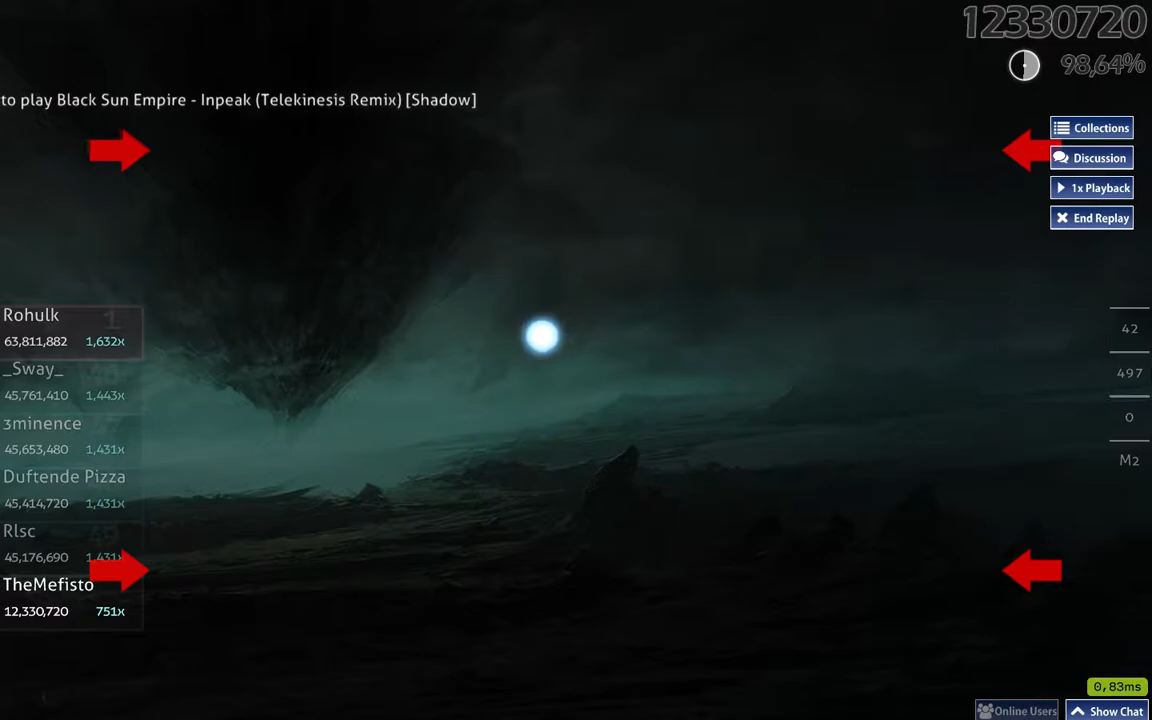 12330720
98,64%
to play Black Sun Empire - Inpeak (Telekinesis Remix) [Shadow]
Collections
Discussion
1x Playback
End Replay
Rohulk
1
63,811,882 1,632x
_Sway_
45,761,410 1,443x
3minence
45,653,480 1,431x
Duftende Pizza
45,414,720 1,431x
Rlsc
45,176,690 1,431x
TheMefisto
12,330,720 751x
42
497
0
M2
0,83ms
Online Users
Show Chat